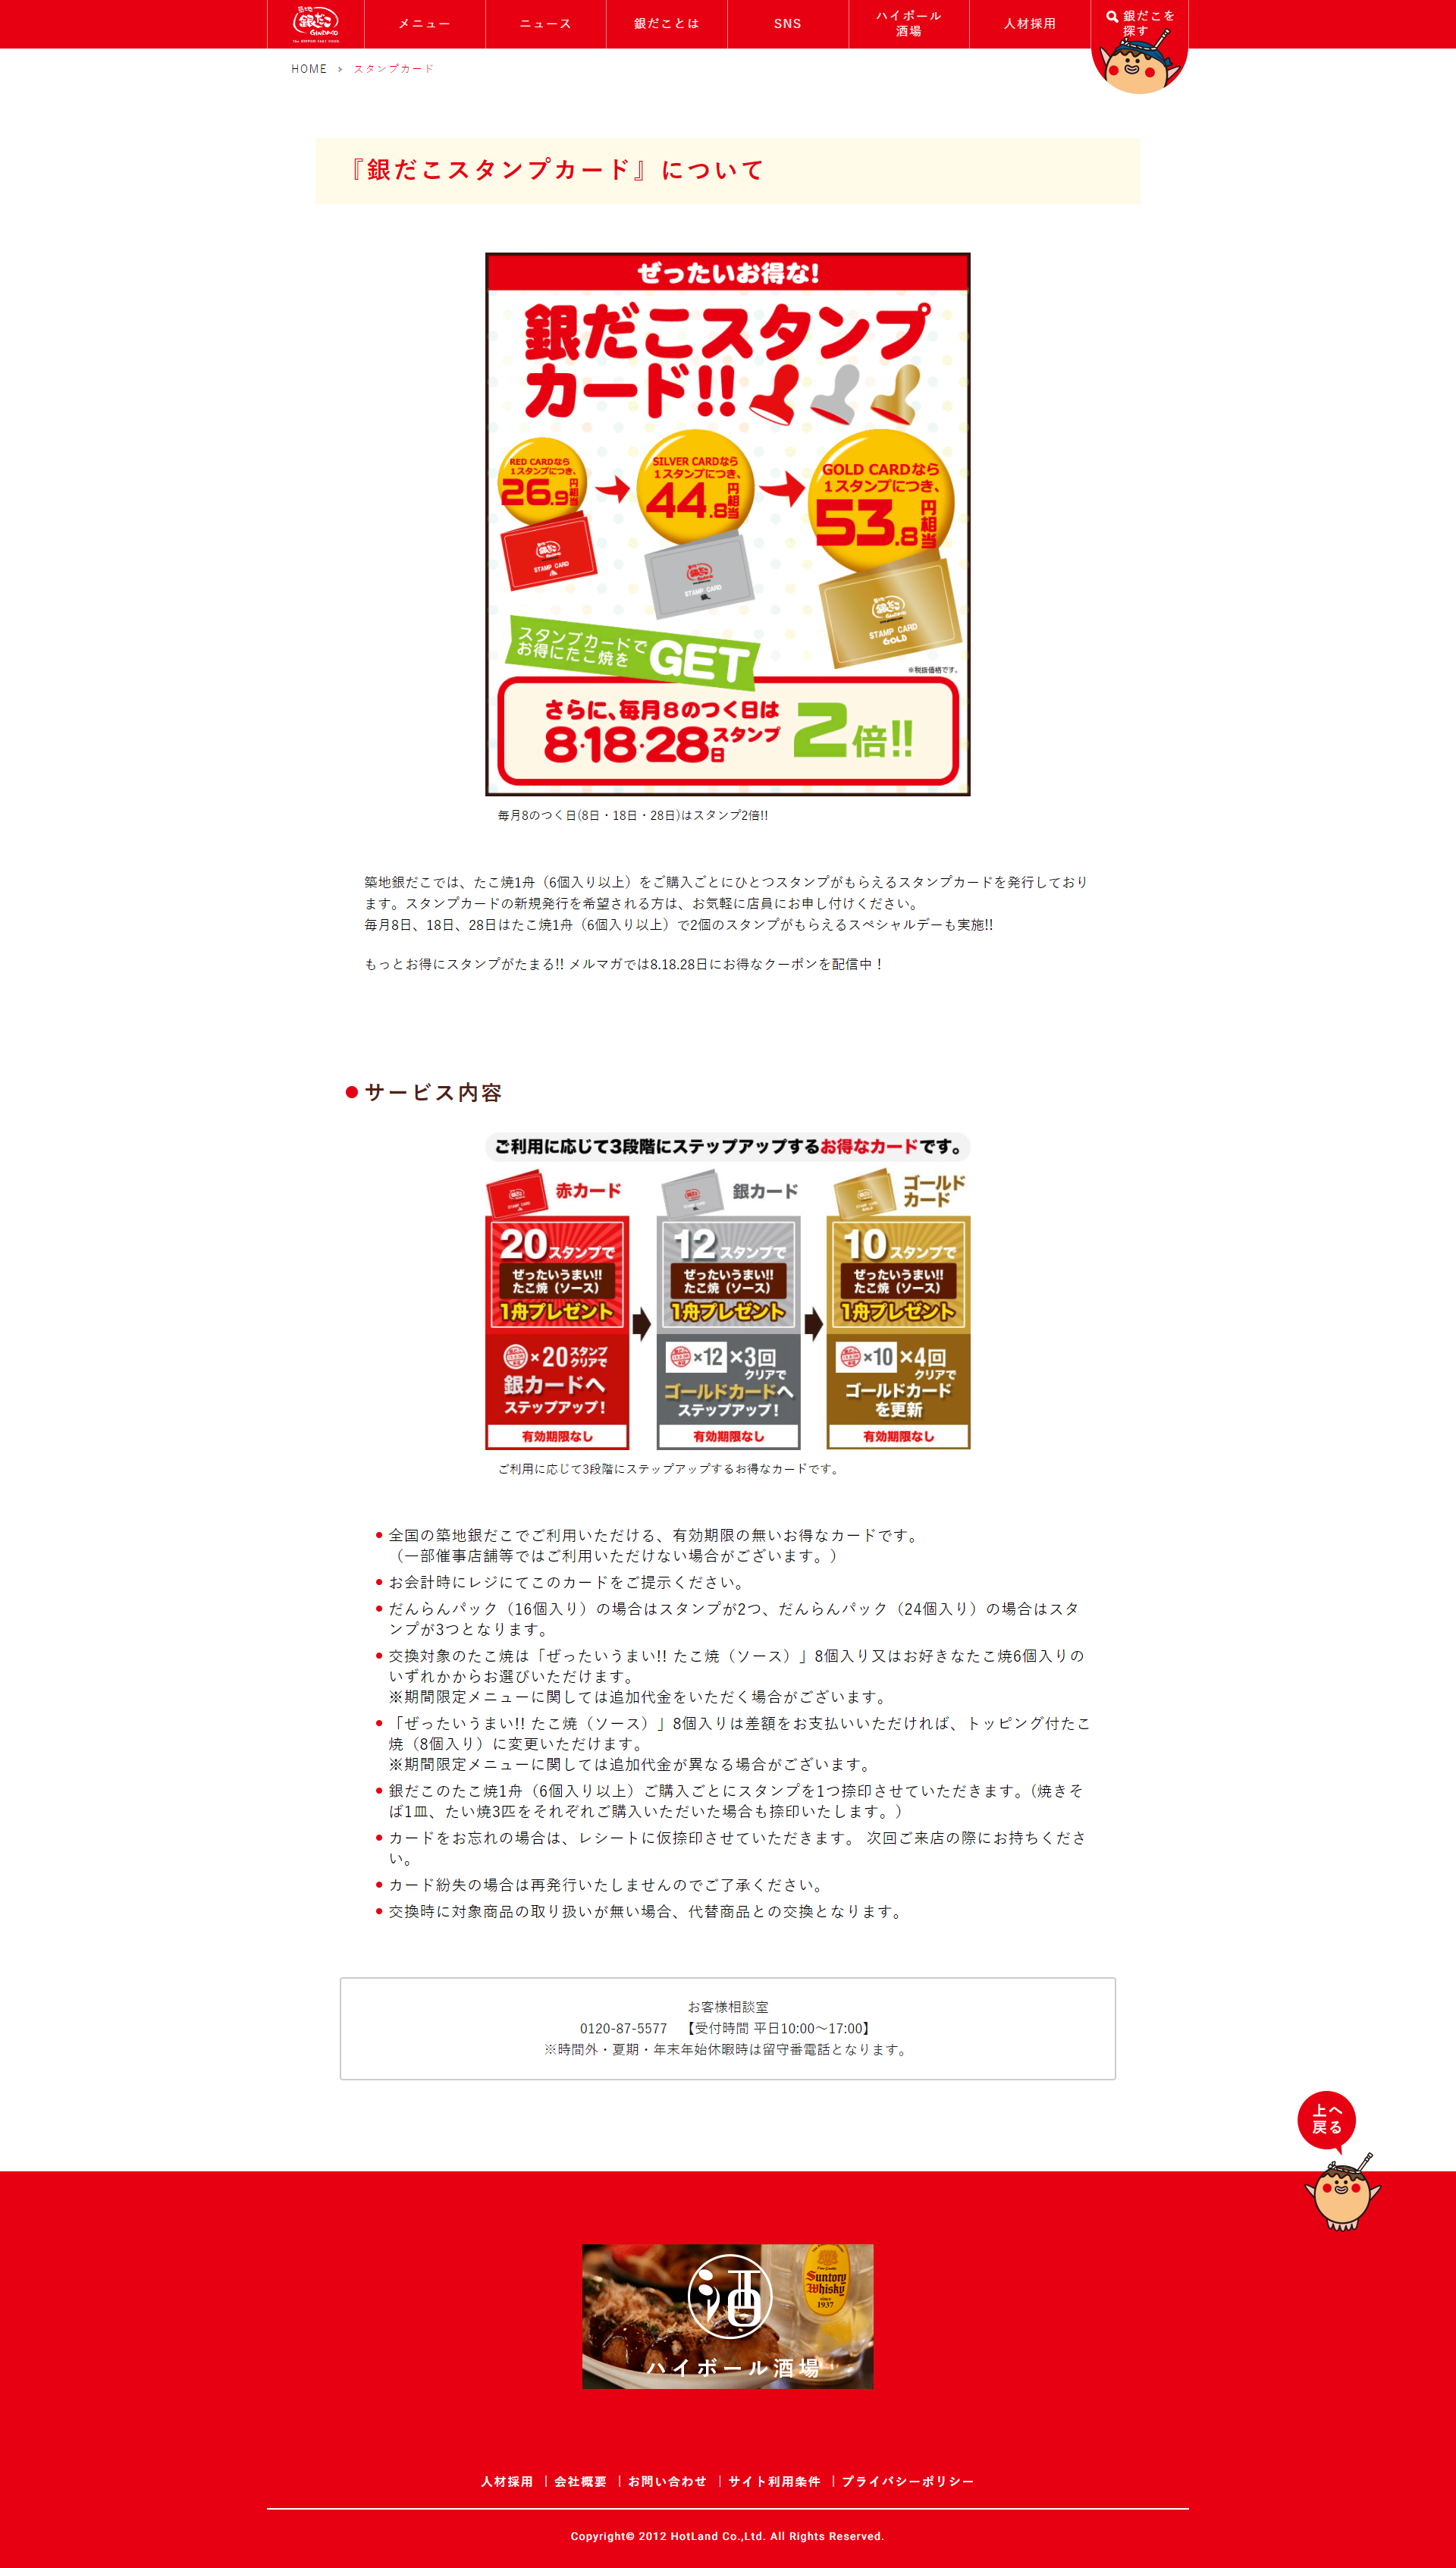 築地
銀だこ
GINDACO
The NIPPON FAST FOOD.
メニュー
ニュース
銀だことは
SNS
ハイボール
酒場
人材採用
銀だこを
探す
HOME
スタンプカード
『銀だこスタンプカード』について
ぜったいお得な!
銀だこスタンプ
カード!!
RED CARDなら
1スタンプにつき、
26.9円相当
SILVER CARDなら
1スタンプにつき、
44.8円相当
GOLD CARDなら
1スタンプにつき、
53.8円相当
銀だこ
STAMP CARD
銀だこ
STAMP CARD
銀
銀だこ
GINDACO
STAMP CARD
GOLD
スタンプカードで
お得にたこ焼を
GET
※税抜価格です。
さらに、毎月8のつく日は
8・18・28日
スタンプ
2倍!!
毎月8のつく日(8日・18日・28日)はスタンプ2倍!!
築地銀だこでは、たこ焼1舟（6個入り以上）をご購入ごとにひとつスタンプがもらえるスタンプカードを発行しており
ます。スタンプカードの新規発行を希望される方は、お気軽に店員にお申し付けください。
毎月8日、18日、28日はたこ焼1舟（6個入り以上）で2個のスタンプがもらえるスペシャルデーも実施!!
もっとお得にスタンプがたまる!! メルマガでは8.18.28日にお得なクーポンを配信中！
サービス内容
ご利用に応じて3段階にステップアップするお得なカードです。
赤カード
20スタンプで
ぜったいうまい!!
たこ焼（ソース）
1舟プレゼント
×20スタンプ
クリアで
銀カードへ
ステップアップ！
有効期限なし
銀カード
12スタンプで
ぜったいうまい!!
たこ焼（ソース）
1舟プレゼント
×12 ×3回
クリアで
ゴールドカードへ
ステップアップ！
有効期限なし
ゴールド
カード
10スタンプで
ぜったいうまい!!
たこ焼（ソース）
1舟プレゼント
×10 ×4回
クリアで
ゴールドカード
を更新
有効期限なし
ご利用に応じて3段階にステップアップするお得なカードです。
全国の築地銀だこでご利用いただける、有効期限の無いお得なカードです。
（一部催事店舗等ではご利用いただけない場合がございます。）
お会計時にレジにてこのカードをご提示ください。
だんらんパック（16個入り）の場合はスタンプが2つ、だんらんパック（24個入り）の場合はスタ
ンプが3つとなります。
交換対象のたこ焼は「ぜったいうまい!! たこ焼（ソース）」8個入り又はお好きなたこ焼6個入りの
いずれかからお選びいただけます。
※期間限定メニューに関しては追加代金をいただく場合がございます。
「ぜったいうまい!! たこ焼（ソース）」8個入りは差額をお支払いいただければ、トッピング付たこ
焼（8個入り）に変更いただけます。
※期間限定メニューに関しては追加代金が異なる場合がございます。
銀だこのたこ焼1舟（6個入り以上）ご購入ごとにスタンプを1つ捺印させていただきます。（焼きそ
ば1皿、たい焼3匹をそれぞれご購入いただいた場合も捺印いたします。）
カードをお忘れの場合は、レシートに仮捺印させていただきます。 次回ご来店の際にお持ちくださ
い。
カード紛失の場合は再発行いたしませんのでご了承ください。
交換時に対象商品の取り扱いが無い場合、代替商品との交換となります。
お客様相談室
0120-87-5577　【受付時間 平日10:00〜17:00】
※時間外・夏期・年末年始休暇時は留守番電話となります。
上へ
戻る
酒
Suntory
Whisky
since
1937
ハイボール酒場
人材採用 ｜会社概要 ｜お問い合わせ ｜サイト利用条件 ｜プライバシーポリシー
Copyright© 2012 HotLand Co.,Ltd. All Rights Reserved.